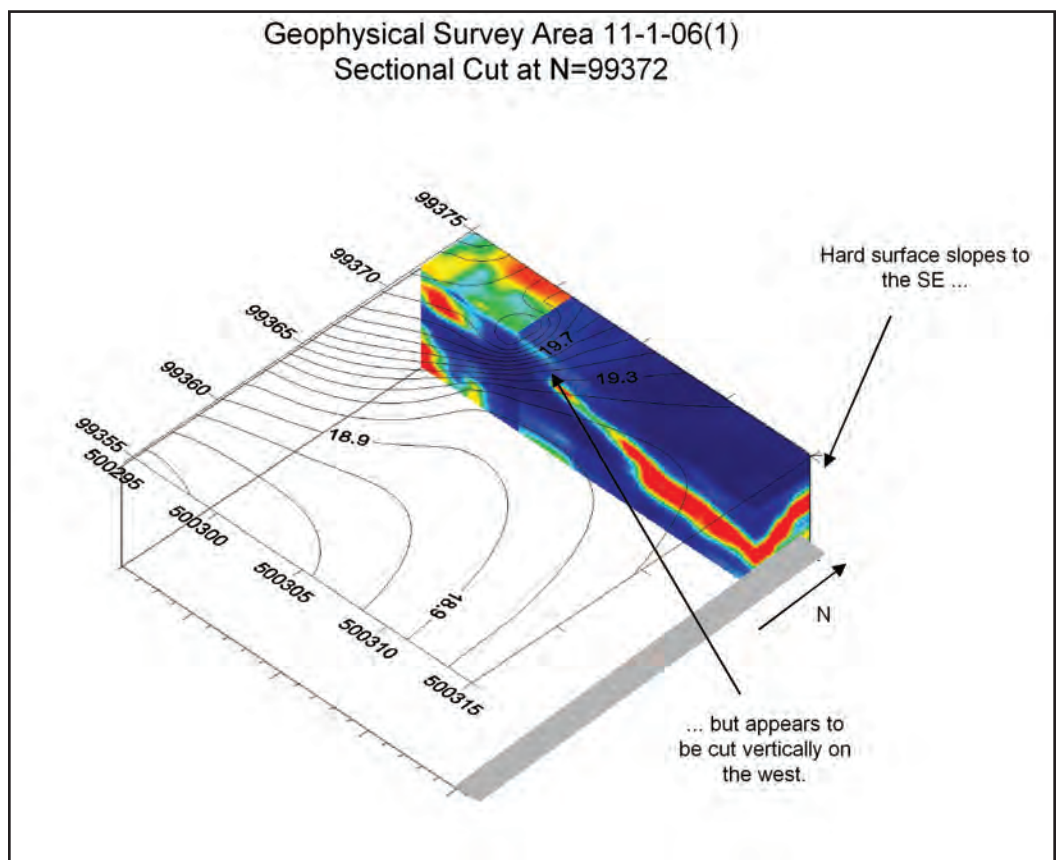 Geophysical Survey Area 11-1-06(1)
Sectional Cut at N=99372
99375
99370
99365
99360
99355
500295
500300
500305
500310
500315
19.7
19.3
18.9
18.6
Hard surface slopes to
the SE ...
N
... but appears to
be cut vertically on
the west.